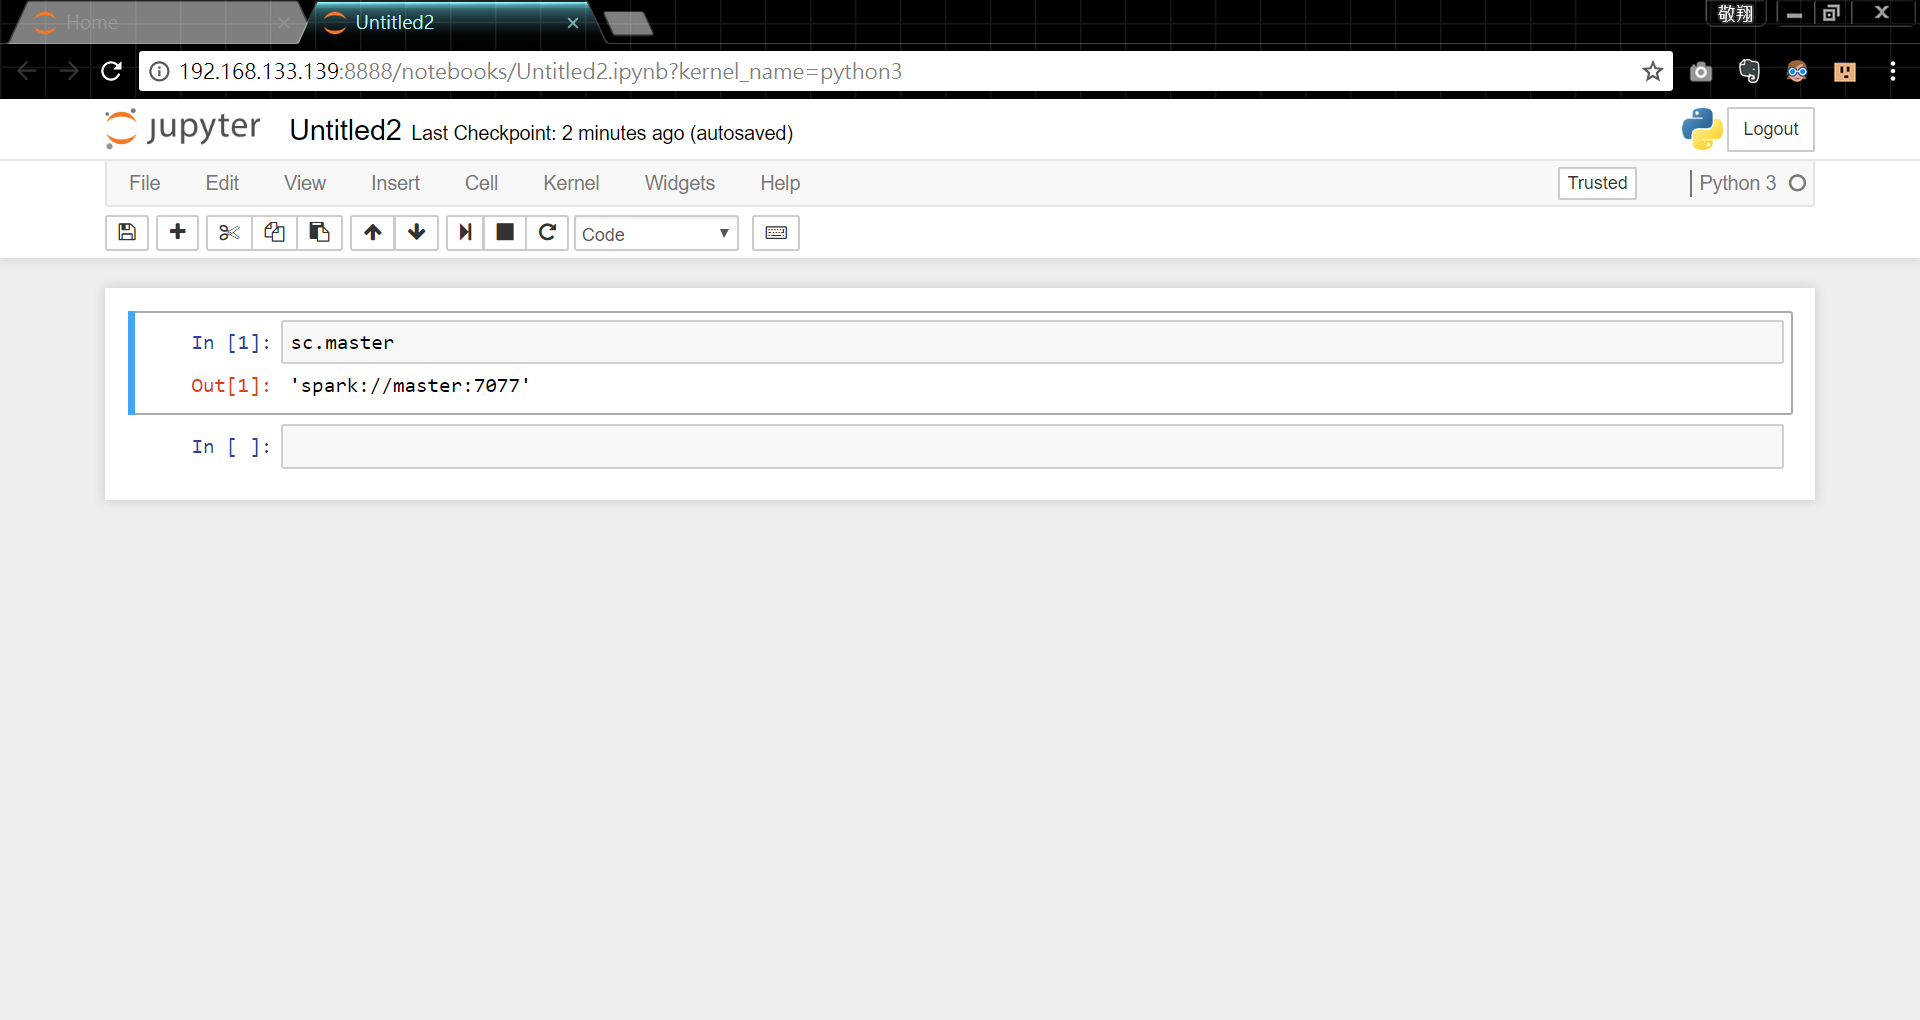 Home
Untitled2
敬翔
192.168.133.139:8888/notebooks/Untitled2.ipynb?kernel_name=python3
jupyter Untitled2 Last Checkpoint: 2 minutes ago (autosaved) Logout
File Edit View Insert Cell Kernel Widgets Help Trusted Python 3
Code
In [1]: sc.master
Out[1]: 'spark://master:7077'
In [ ]: